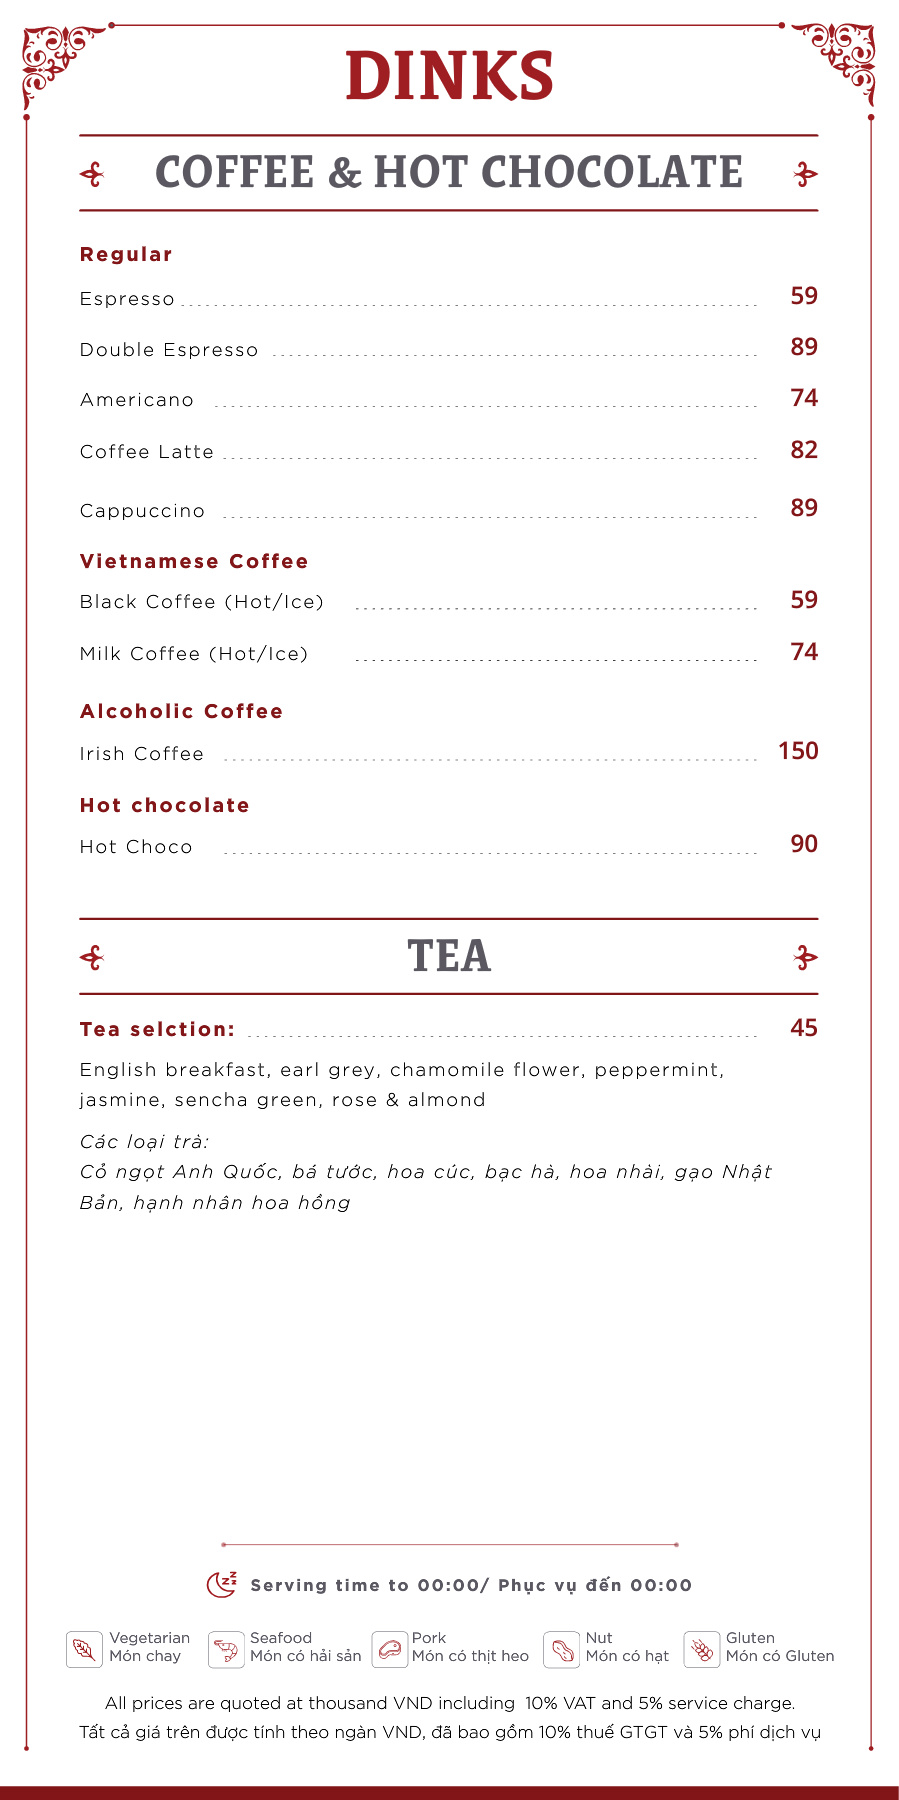 DINKS
COFFEE & HOT CHOCOLATE
Regular
Espresso 59
Double Espresso 89
Americano 74
Coffee Latte 82
Cappuccino 89
Vietnamese Coffee
Black Coffee (Hot/Ice) 59
Milk Coffee (Hot/Ice) 74
Alcoholic Coffee
Irish Coffee 150
Hot chocolate
Hot Choco 90
TEA
Tea selction: 45
English breakfast, earl grey, chamomile flower, peppermint,
jasmine, sencha green, rose & almond
Các loại trà:
Cỏ ngọt Anh Quốc, bá tước, hoa cúc, bạc hà, hoa nhài, gạo Nhật
Bản, hạnh nhân hoa hồng
Serving time to 00:00/ Phục vụ đến 00:00
Vegetarian Seafood Pork Nut Gluten
Món chay Món có hải sản Món có thịt heo Món có hạt Món có Gluten
All prices are quoted at thousand VND including 10% VAT and 5% service charge.
Tất cả giá trên được tính theo ngàn VND, đã bao gồm 10% thuế GTGT và 5% phí dịch vụ